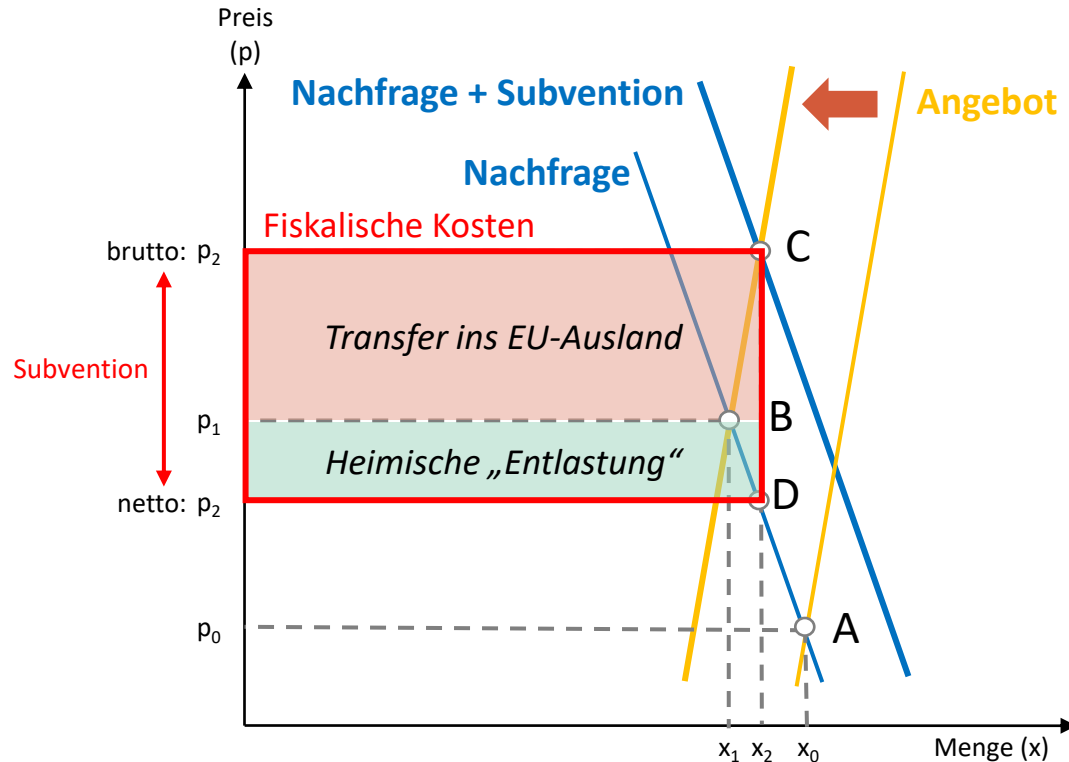 Preis
(p)
Nachfrage + Subvention
Angebot
Nachfrage
Fiskalische Kosten
brutto: p₂
C
Transfer ins EU-Ausland
Subvention
p₁
B
Heimische „Entlastung“
netto: p₂
D
p₀
A
x₁ x₂ x₀
Menge (x)